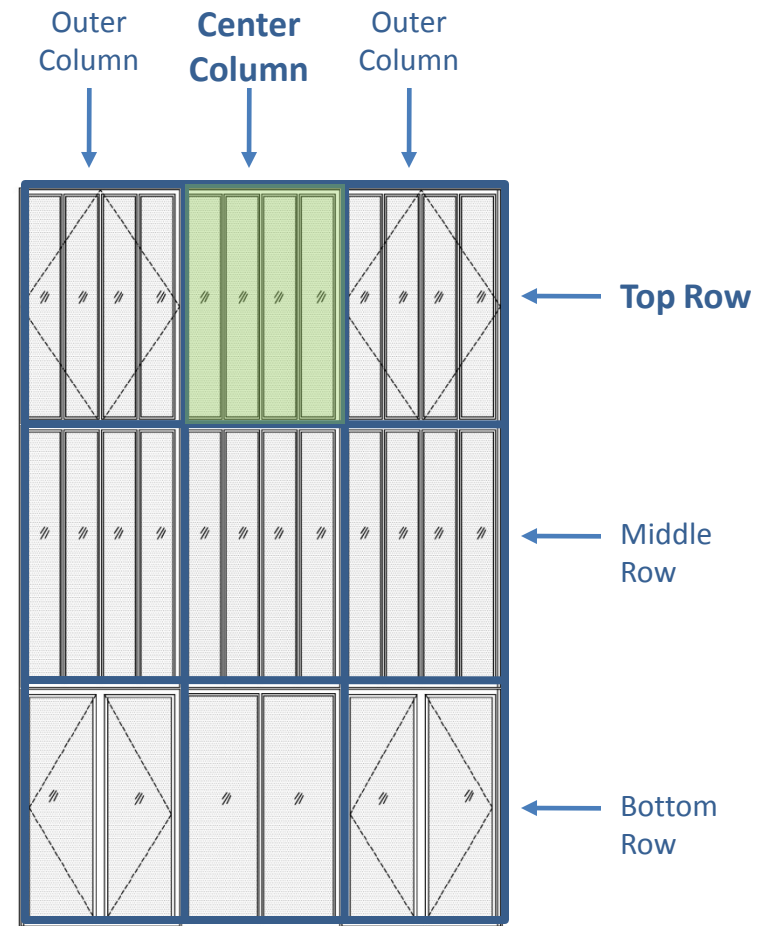 Outer
Column
Center
Column
Outer
Column
Top Row
Middle
Row
Bottom
Row